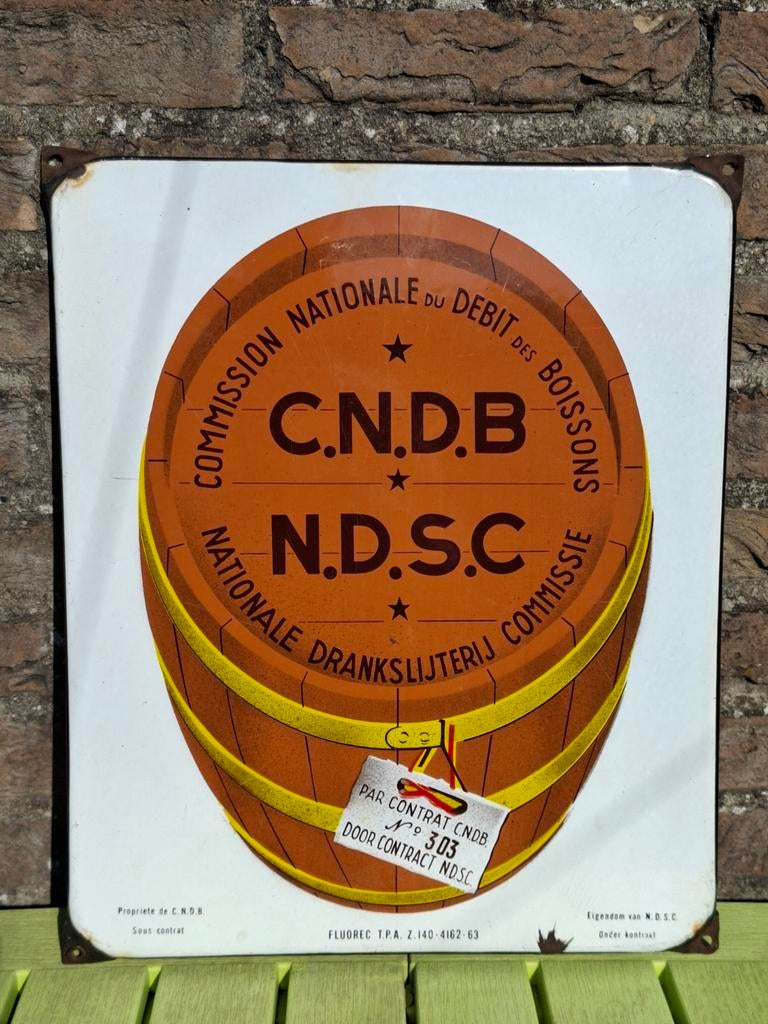 COMMISSION NATIONALE DU DEBIT DES BOISSONS
C.N.D.B
N.D.S.C
NATIONALE DRANKSLIJTERIJ COMMISSIE
PAR CONTRAT C.N.D.B.
Nº 303
DOOR CONTRACT N.D.S.C.
Propriete de C.N.D.B.
Sous contrat
FLUOREC T.P.A. Z.140-4162-63
Eigendom van N.D.S.C.
Onder kontrakt